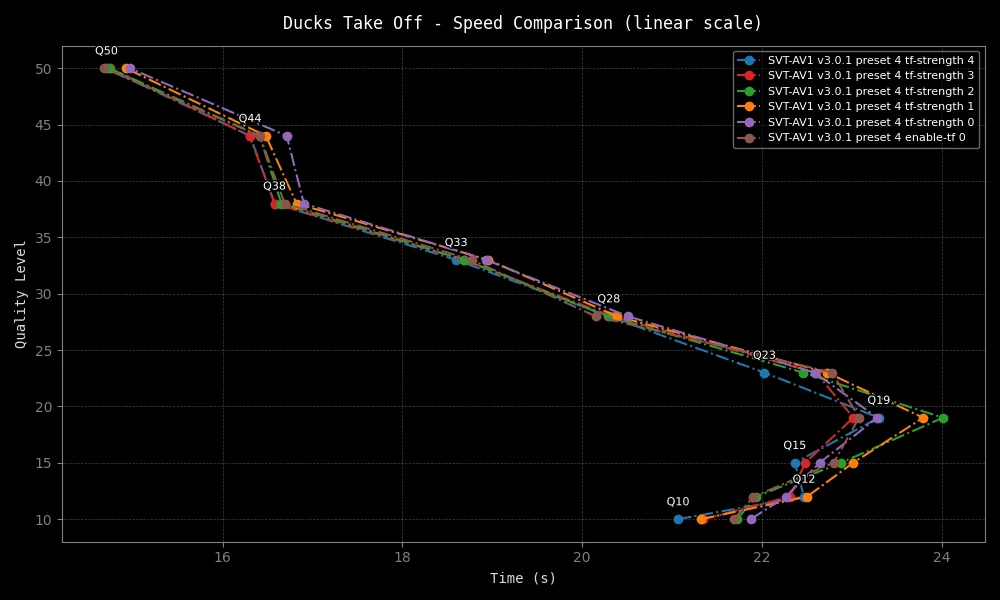 Ducks Take Off - Speed Comparison (linear scale)
Q50
50
SVT-AV1 v3.0.1 preset 4 tf-strength 4
SVT-AV1 v3.0.1 preset 4 tf-strength 3
SVT-AV1 v3.0.1 preset 4 tf-strength 2
SVT-AV1 v3.0.1 preset 4 tf-strength 1
SVT-AV1 v3.0.1 preset 4 tf-strength 0
SVT-AV1 v3.0.1 preset 4 enable-tf 0
Q44
45
Q38
40
Q33
35
Q28
30
Q23
25
Q19
20
Q15
15
Q12
Q10
10
Quality Level
16
18
20
22
24
Time (s)